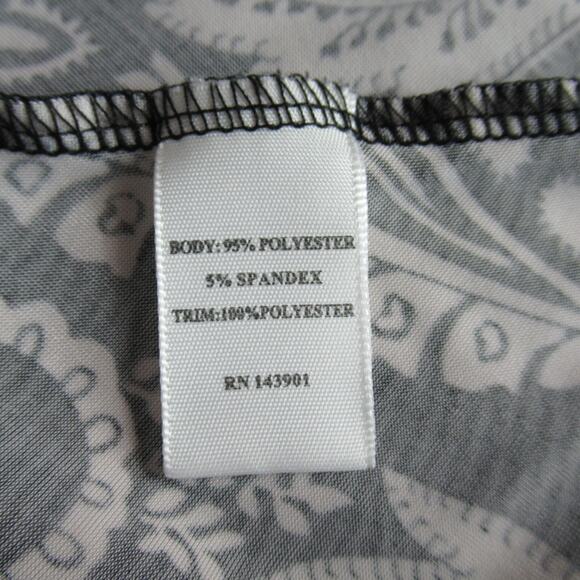 BODY: 95% POLYESTER
5% SPANDEX
TRIM:100%POLYESTER
RN 143901